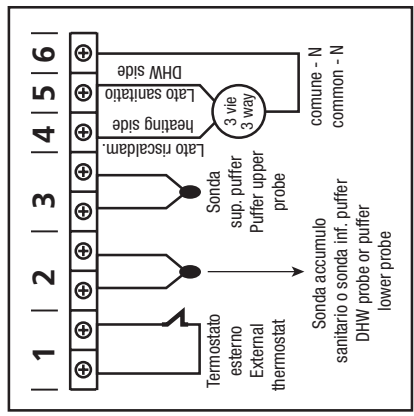 1
2
3
4
5
6
Termostato
esterno
External
thermostat
Sonda accumulo
sanitario o sonda inf. puffer
DHW probe or puffer
lower probe
Sonda
sup. puffer
Puffer upper
probe
Lato riscaldam.
heating side
Lato sanitatio
DHW side
3 vie
3 way
comune - N
common - N